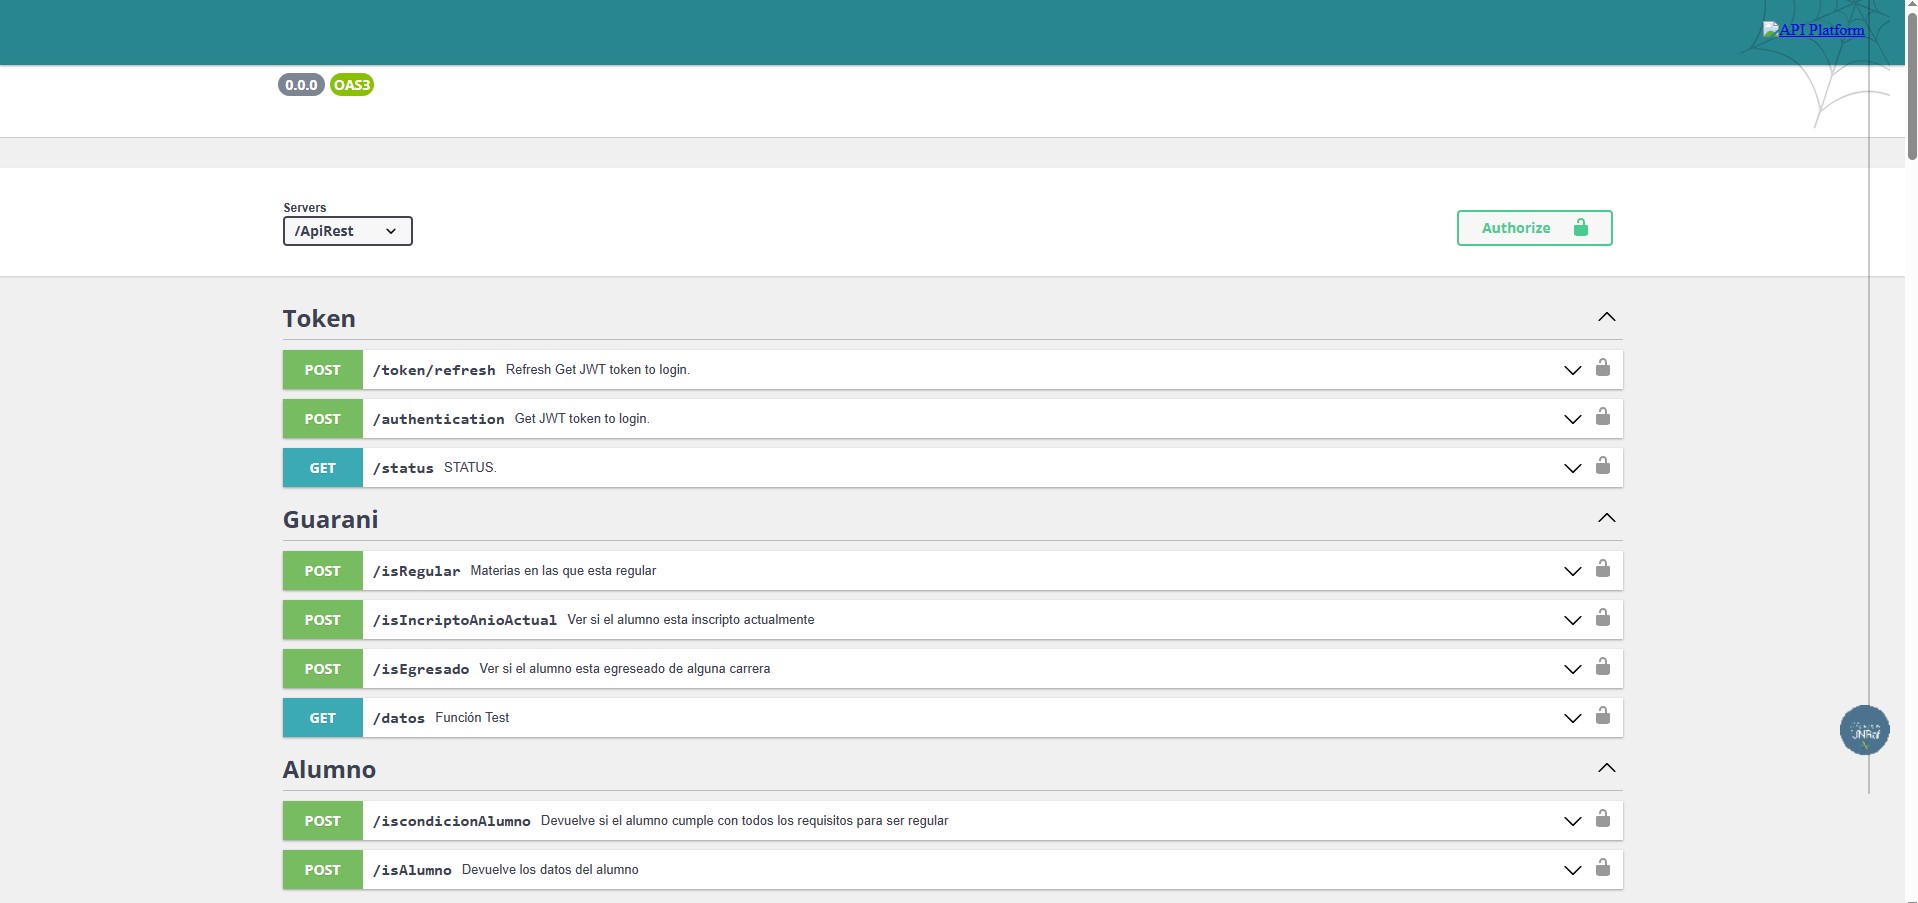 API Platform
0.0.0 OAS3
Servers
/ApiRest
Authorize
Token
POST /token/refresh Refresh Get JWT token to login.
POST /authentication Get JWT token to login.
GET /status STATUS.
Guarani
POST /isRegular Materias en las que esta regular
POST /isIncriptoAnioActual Ver si el alumno esta inscripto actualmente
POST /isEgresado Ver si el alumno esta egreseado de alguna carrera
GET /datos Función Test
UNRaf
Alumno
POST /iscondicionAlumno Devuelve si el alumno cumple con todos los requisitos para ser regular
POST /isAlumno Devuelve los datos del alumno